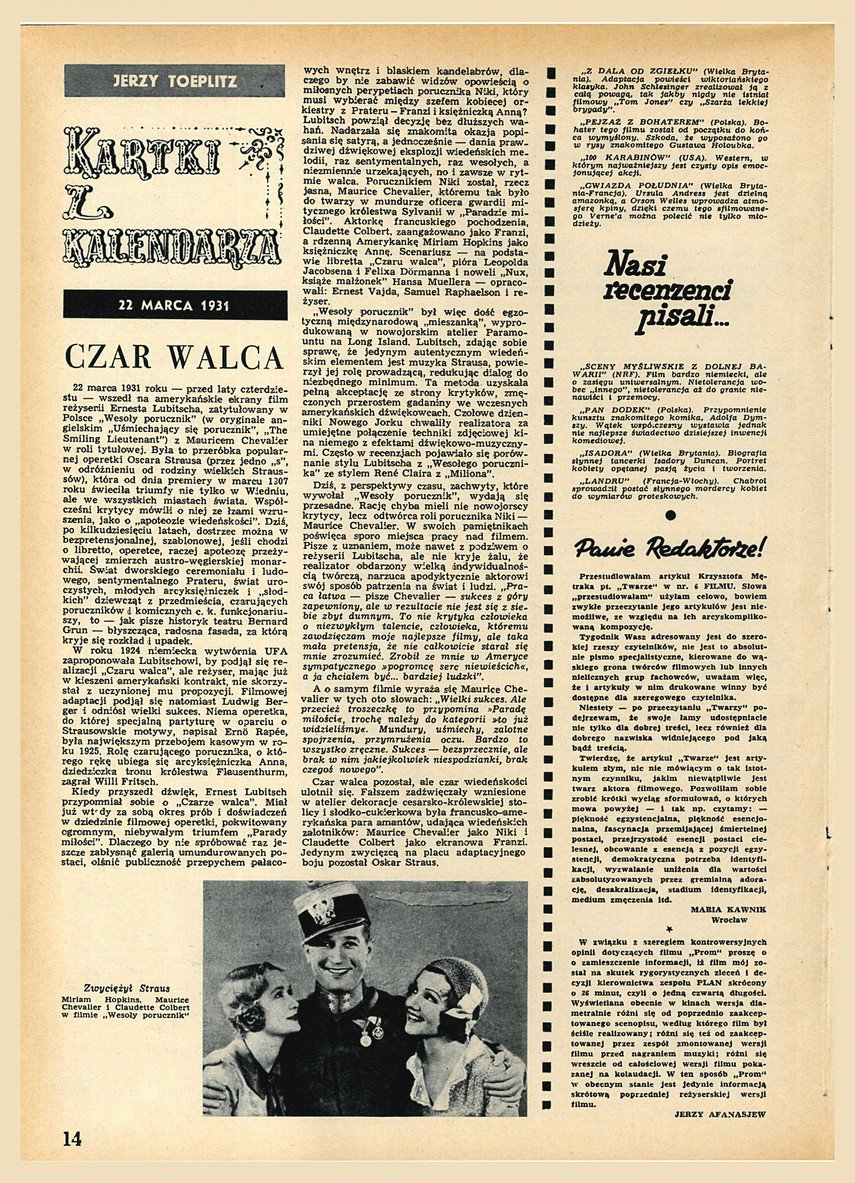 JERZY TOEPLITZ
KARTKI
Z
KALENDARZA
22 MARCA 1931
CZAR WALCA
22 marca 1931 roku — przed laty czterdzie-
stu — wszedł na amerykańskie ekrany film
reżyserii Ernesta Lubitscha, zatytułowany w
Polsce „Wesoły porucznik” (w oryginale an-
gielskim „Uśmiechający się porucznik”, „The
Smiling Lieutenant”) z Mauricem Chevalier
w roli tytułowej. Była to przeróbka popular-
nej operetki Oscara Strausa (przez jedno „s”,
w odróżnieniu od rodziny wielkich Straus-
sów), która od dnia premiery w marcu 1907
roku święciła triumfy nie tylko w Wiedniu,
ale we wszystkich miastach świata. Współ-
cześni krytycy mówili o niej ze łzami wzru-
szenia, jako o „apoteozie wiedeńskości”. Dziś,
po kilkudziesięciu latach, dostrzec można w
bezpretensjonalnej, szablonowej, jeśli chodzi
o libretto, operetce, raczej apoteozę przeży-
wającej zmierzch austro-węgierskiej monar-
chii. Świat dworskiego ceremoniału i ludo-
wego, sentymentalnego Prateru, świat uro-
czystych, młodych arcyksiężniczek i „słod-
kich” dziewcząt z przedmieścia, czarujących
poruczników i komicznych c. k. funkcjonariu-
szy, to — jak pisze historyk teatru Bernard
Grun — błyszcząca, radosna fasada, za którą
kryje się rozkład i upadek.
W roku 1924 niemiecka wytwórnia UFA
zaproponowała Lubitschowi, by podjął się re-
alizacji „Czaru walca”, ale reżyser, mając już
w kieszeni amerykański kontrakt, nie skorzy-
stał z uczynionej mu propozycji. Filmowej
adaptacji podjął się natomiast Ludwig Ber-
ger i odniósł wielki sukces. Niema operetka,
do której specjalną partyturę w oparciu o
Strausowskie motywy, napisał Ernö Rapée,
była największym przebojem kasowym w ro-
ku 1925. Rolę czarującego porucznika, o któ-
rego rękę ubiega się arcyksiężniczka Anna,
dziedziczka tronu królestwa Flausenthurm,
zagrał Willi Fritsch.
Kiedy przyszedł dźwięk, Ernest Lubitsch
przypomniał sobie o „Czarze walca”. Miał
już wtedy za sobą okres prób i doświadczeń
w dziedzinie filmowej operetki, pokwitowany
ogromnym, niebywałym triumfem „Parady
miłości”. Dlaczego by nie spróbować raz je-
szcze zabłysnąć galerią umundurowanych po-
staci, olśnić publiczność przepychem pałaco-
wych wnętrz i blaskiem kandelabrów, dla-
czego by nie zabawić widzów opowieścią o
miłosnych perypetiach porucznika Niki, który
musi wybierać między szefem kobiecej or-
kiestry z Prateru — Franzi i księżniczką Anną?
Lubitsch powziął decyzję bez dłuższych wa-
hań. Nadarzała się znakomita okazja popi-
sania się satyrą, a jednocześnie — dania praw-
dziwej dźwiękowej eksplozji wiedeńskich me-
lodii, raz sentymentalnych, raz wesołych, a
niezmiennie urzekających, no i zawsze w ryt-
mie walca. Porucznikiem Niki został, rzecz
jasna, Maurice Chevalier, któremu tak było
do twarzy w mundurze oficera gwardii mi-
tycznego królestwa Sylvanii w „Paradzie mi-
łości”. Aktorkę francuskiego pochodzenia,
Claudette Colbert, zaangażowano jako Franzi,
a rdzenną Amerykankę Miriam Hopkins jako
księżniczkę Annę. Scenariusz — na podsta-
wie libretta „Czaru walca”, pióra Leopolda
Jacobsena i Felixa Dörmanna i noweli „Nux,
książę małżonek” Hansa Muellera — opraco-
wali: Ernest Vajda, Samuel Raphaelson i re-
żyser.
„Wesoły porucznik” był więc dość egzo-
tyczną międzynarodową „mieszanką”, wypro-
dukowaną w nowojorskim atelier Paramo-
untu na Long Island. Lubitsch, zdając sobie
sprawę, że jedynym autentycznym wiedeń-
skim elementem jest muzyka Strausa, powie-
rzył jej rolę prowadzącą, redukując dialog do
niezbędnego minimum. Ta metoda uzyskała
pełną akceptację ze strony krytyków, zmę-
czonych przerostem gadaniny we wczesnych
amerykańskich dźwiękowcach. Czołowe dzien-
niki Nowego Jorku chwaliły realizatora za
umiejętne połączenie techniki zdjęciowej ki-
na niemego z efektami dźwiękowo-muzyczny-
mi. Często w recenzjach pojawiało się porów-
nanie stylu Lubitscha z „Wesołego poruczni-
ka” ze stylem René Claira z „Miliona”.
Dziś, z perspektywy czasu, zachwyty, które
wywołał „Wesoły porucznik”, wydają się
przesadne. Rację chyba mieli nie nowojorscy
krytycy, lecz odtwórca roli porucznika Niki —
Maurice Chevalier. W swoich pamiętnikach
poświęca sporo miejsca pracy nad filmem.
Pisze z uznaniem, może nawet z podziwem o
reżyserii Lubitscha, ale nie kryje żalu, że
realizator obdarzony wielką indywidualnoś-
cią twórczą, narzuca apodyktycznie aktorowi
swój sposób patrzenia na świat i ludzi. „Pra-
ca łatwa — pisze Chevalier — sukces z góry
zapewniony, ale w rezultacie nie jest się z sie-
bie zbyt dumnym. To nie krytyka człowieka
o niezwykłym talencie, człowieka, któremu
zawdzięczam moje najlepsze filmy, ale taka
mała pretensja, że nie całkowicie starał się
mnie zrozumieć. Zrobił ze mnie w Ameryce
sympatycznego »pogromcę serc niewieścich«,
a ja chciałem być... bardziej ludzki”.
A o samym filmie wyraża się Maurice Che-
valier w tych oto słowach: „Wielki sukces. Ale
przecież troszeczkę to przypomina »Paradę
miłości«, trochę należy do kategorii »to już
widzieliśmy«. Mundury, uśmiechy, zalotne
spojrzenia, przymrużenia oczu. Bardzo to
wszystko zręczne. Sukces — bezsprzecznie, ale
brak w nim jakiejkolwiek niespodzianki, brak
czegoś nowego”.
Czar walca pozostał, ale czar wiedeńskości
ulotnił się. Fałszem zadźwięczały wzniesione
w atelier dekoracje cesarsko-królewskiej sto-
licy i słodko-cukierkowa była francusko-ame-
rykańska para amantów, udająca wiedeńskich
zalotników: Maurice Chevalier jako Niki i
Claudette Colbert jako ekranowa Franzi.
Jedynym zwycięzcą na placu adaptacyjnego
boju pozostał Oskar Straus.
Zwyciężył Straus
Miriam Hopkins, Maurice
Chevalier i Claudette Colbert
w filmie „Wesoły porucznik”
14
„Z DALA OD ZGIEŁKU” (Wielka Bryta-
nia). Adaptacja powieści wiktoriańskiego
klasyka. John Schlesinger zrealizował ją z
całą powagą, tak jakby nigdy nie istniał
filmowy „Tom Jones” czy „Szarża lekkiej
brygady”.
„PEJZAŻ Z BOHATEREM” (Polska). Bo-
hater tego filmu został od początku do koń-
ca wymyślony. Szkoda, że wyposażono go
w rysy znakomitego Gustawa Holoubka.
„100 KARABINÓW” (USA). Western, w
którym najważniejszy jest czysty opis emoc-
jonującej akcji.
„GWIAZDA POŁUDNIA” (Wielka Bryta-
nia-Francja). Ursula Andress jest dzielną
amazonką, a Orson Welles wprowadza atmo-
sferę kpiny, dzięki czemu tego sfilmowane-
go Verne'a można polecić nie tylko mło-
dzieży.
Nasi
recenzenci
pisali...
„SCENY MYŚLIWSKIE Z DOLNEJ BA-
WARII” (NRF). Film bardzo niemiecki, ale
o zasięgu uniwersalnym. Nietolerancja wo-
bec „innego”, nietolerancja aż do granic nie-
nawiści i przemocy.
„PAN DODEK” (Polska). Przypomnienie
kunsztu znakomitego komika, Adolfa Dym-
szy. Wątek współczesny wystawia jednak
nie najlepsze świadectwo dzisiejszej inwencji
komediowej.
„ISADORA” (Wielka Brytania). Biografia
słynnej tancerki Isadory Duncan. Portret
kobiety opętanej pasją życia i tworzenia.
„LANDRU” (Francja-Włochy). Chabrol
sprowadził postać słynnego mordercy kobiet
do wymiarów groteskowych.
Panie Redaktorze!
Przestudiowałam artykuł Krzysztofa Mę-
traka pt. „Twarze” w nr. 4 FILMU. Słowa
„przestudiowałam” użyłam celowo, bowiem
zwykłe przeczytanie jego artykułów jest nie-
możliwe, ze względu na ich arcyskompliko-
waną kompozycję.
Tygodnik Wasz adresowany jest do szero-
kiej rzeszy czytelników, nie jest to absolut-
nie pismo specjalistyczne, kierowane do wą-
skiego grona twórców filmowych lub innych
nielicznych grup fachowców, uważam więc,
że i artykuły w nim drukowane winny być
dostępne dla szeregowego czytelnika.
Niestety — po przeczytaniu „Twarzy” po-
dejrzewam, że swoje łamy udostępniacie
nie tylko dla dobrej treści, lecz również dla
dobrego nazwiska widniejącego pod jaką
bądź treścią.
Twierdzę, że artykuł „Twarze” jest arty-
kułem złym, nic nie mówiącym o tak istot-
nym czynniku, jakim niewątpliwie jest
twarz aktora filmowego. Pozwoliłam sobie
zrobić krótki wyciąg sformułowań, o których
mowa powyżej — i tak np. czytamy: —
piękność egzystencjalna, piękność esencjo-
nalna, fascynacja przemijającej śmiertelnej
postaci, przejrzystość esencji postaci cie-
lesnej, obcowanie z esencją z pozycji egzy-
stencji, demokratyczna potrzeba identyfi-
kacji, wyzwalanie uniżenia dla wartości
zabsolutyzowanych przez gremialną adora-
cję, desakralizacja, stadium identyfikacji,
medium zmęczenia itd.
MARIA KAWNIK
Wrocław
W związku z szeregiem kontrowersyjnych
opinii dotyczących filmu „Prom” proszę o
o zamieszczenie informacji, iż film mój zo-
stał na skutek rygorystycznych zleceń i de-
cyzji kierownictwa zespołu PLAN skrócony
o 26 minut, czyli o jedną czwartą długości.
Wyświetlana obecnie w kinach wersja dia-
metralnie różni się od poprzednio zaakcep-
towanego scenopisu, według którego film był
ściśle realizowany; różni się też od zaakcep-
towanej przez zespół zmontowanej wersji
filmu przed nagraniem muzyki; różni się
wreszcie od całościowej wersji filmu poka-
zanej na kolaudacji. W ten sposób „Prom”
w obecnym stanie jest jedynie informacją
skrótową poprzedniej reżyserskiej wersji
filmu.
JERZY AFANASJEW